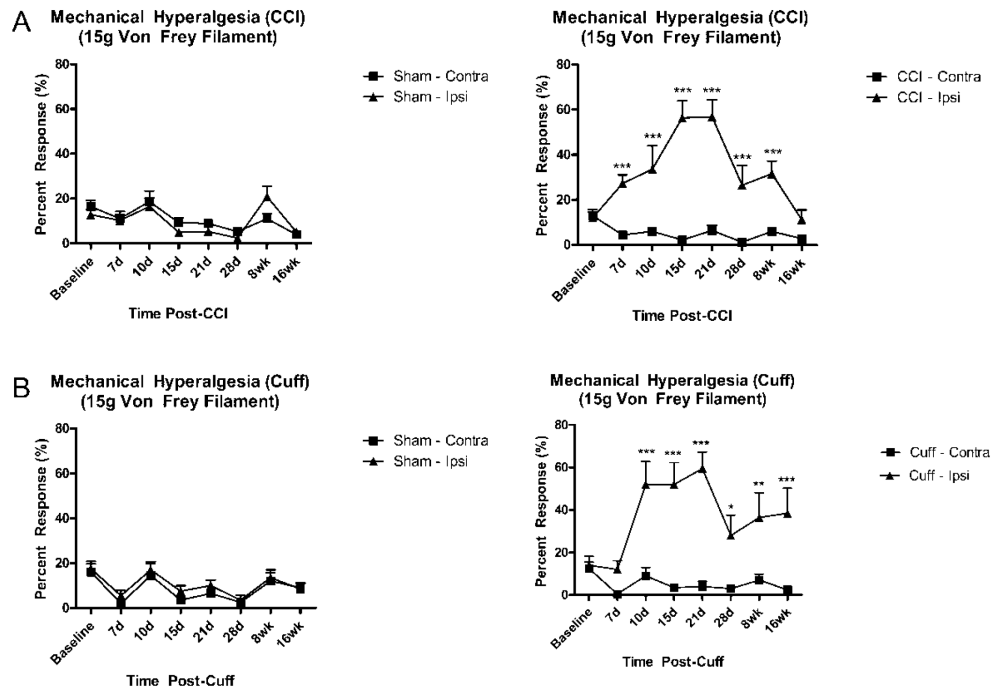 A
Mechanical Hyperalgesia (CCI)
(15g Von Frey Filament)
Percent Response (%)
80
60
40
20
0
Baseline
7d
10d
15d
21d
28d
8wk
16wk
Time Post-CCI
Sham - Contra
Sham - Ipsi
Mechanical Hyperalgesia (CCI)
(15g Von Frey Filament)
Percent Response (%)
80
60
40
20
0
***
***
***
***
***
***
Baseline
7d
10d
15d
21d
28d
8wk
16wk
Time Post-CCI
CCI - Contra
CCI - Ipsi
B
Mechanical Hyperalgesia (Cuff)
(15g Von Frey Filament)
Percent Response (%)
80
60
40
20
0
Baseline
7d
10d
15d
21d
28d
8wk
16wk
Time Post-Cuff
Sham - Contra
Sham - Ipsi
Mechanical Hyperalgesia (Cuff)
(15g Von Frey Filament)
Percent Response (%)
80
60
40
20
0
***
***
***
*
**
***
Baseline
7d
10d
15d
21d
28d
8wk
16wk
Time Post-Cuff
Cuff - Contra
Cuff - Ipsi